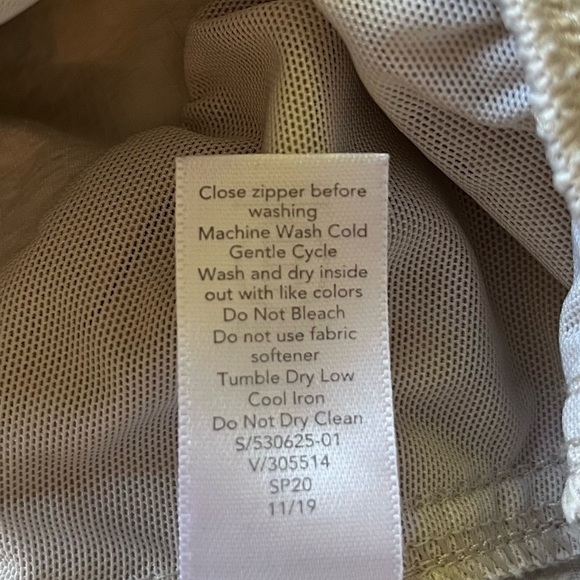 Close zipper before
washing
Machine Wash Cold
Gentle Cycle
Wash and dry inside
out with like colors
Do Not Bleach
Do not use fabric
softener
Tumble Dry Low
Cool Iron
Do Not Dry Clean
S/530625-01
V/305514
SP20
11/19